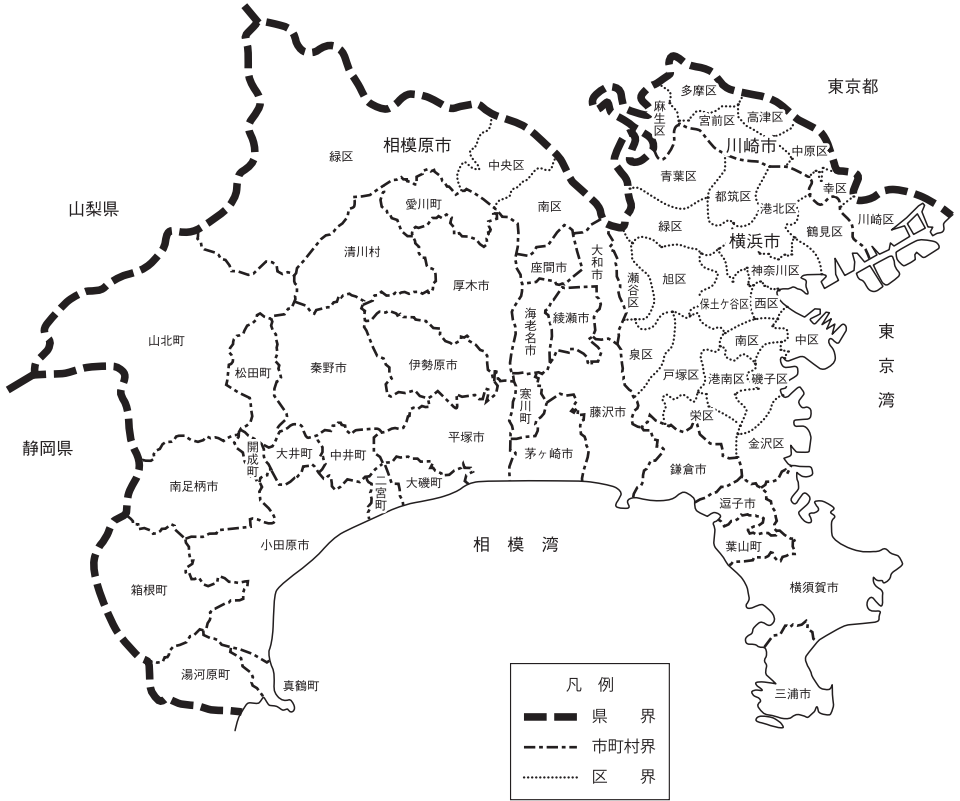 東京都
多摩区
麻生区
宮前区
高津区
川崎市
中原区
相模原市
緑区
中央区
青葉区
幸区
都筑区
愛川町
南区
港北区
川崎区
山梨県
緑区
鶴見区
横浜市
清川村
大和市
座間市
神奈川区
旭区
瀬谷区
厚木市
保土ケ谷区
西区
海老名市
綾瀬市
東京湾
山北町
南区
中区
泉区
伊勢原市
秦野市
松田町
戸塚区
港南区
磯子区
寒川町
藤沢市
栄区
静岡県
平塚市
金沢区
開成町
大井町
中井町
茅ヶ崎市
鎌倉市
南足柄市
二宮町
大磯町
逗子市
小田原市
相模湾
葉山町
箱根町
横須賀市
湯河原町
真鶴町
三浦市
凡例
県界
市町村界
区界